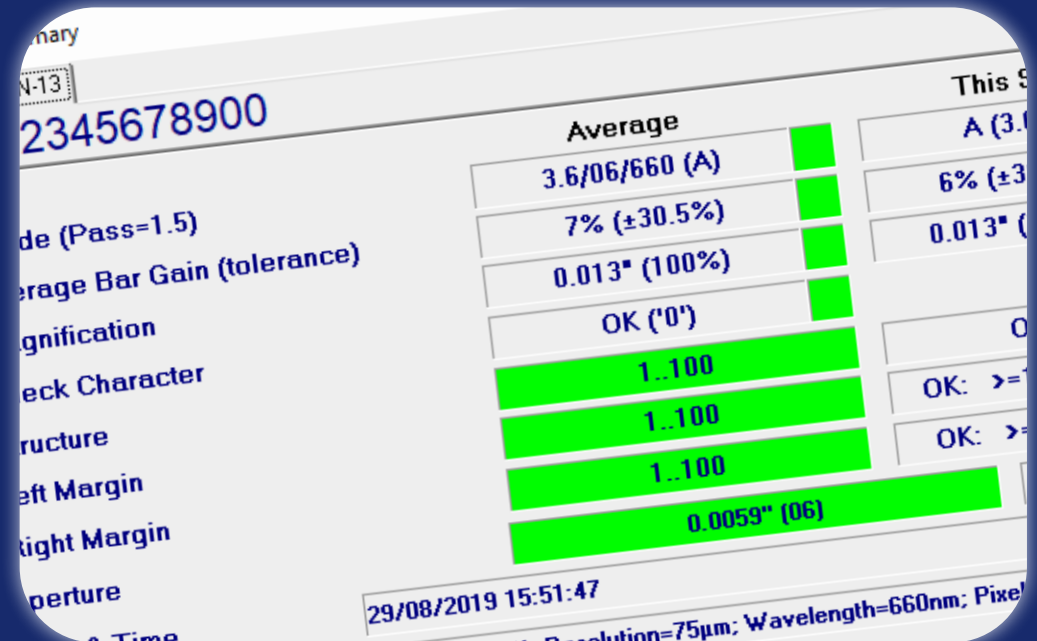 mary
N-13
2345678900
Average
This S
de (Pass=1.5)
3.6/06/660 (A)
A (3.
erage Bar Gain (tolerance)
7% (±30.5%)
6% (±3
gnification
0.013" (100%)
0.013" (
eck Character
OK ('0')
ructure
1..100
O
eft Margin
1..100
OK: >=
Right Margin
1..100
OK: >=
perture
0.0059" (06)
& Time
29/08/2019 15:51:47
Resolution=75µm; Wavelength=660nm; Pixel